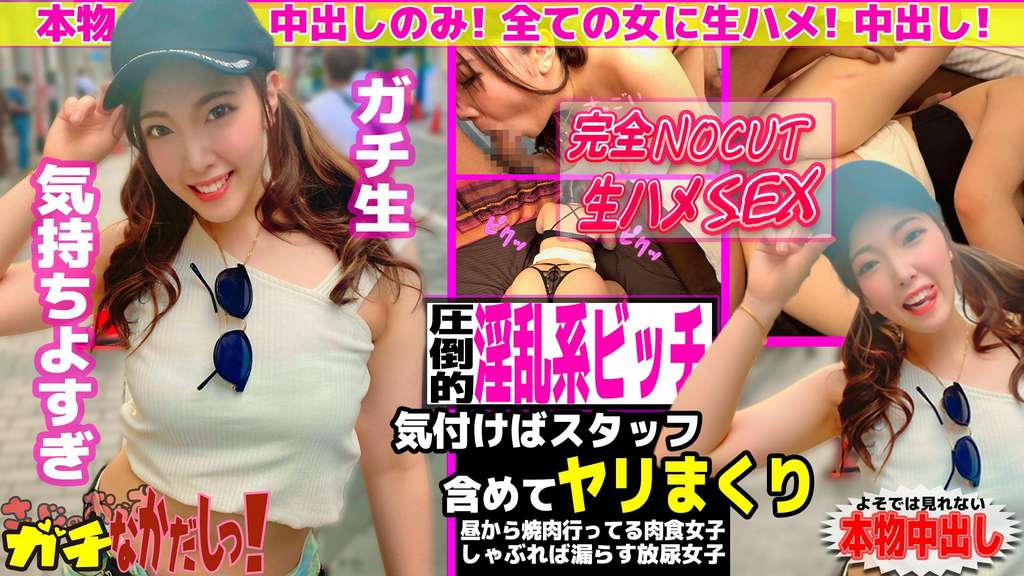 本物 中出しのみ! 全ての女に生ハメ! 中出し!
ガチ生
気持ちよすぎ
完全NOCUT
生ハメSEX
ピクッ
ピクッ
圧倒的
淫乱系ビッチ
気付けばスタッフ
含めてヤリまくり
昼から焼肉行ってる肉食女子
しゃぶれば漏らす放尿女子
ガチなかだしっ!
よそでは見れない
本物中出し